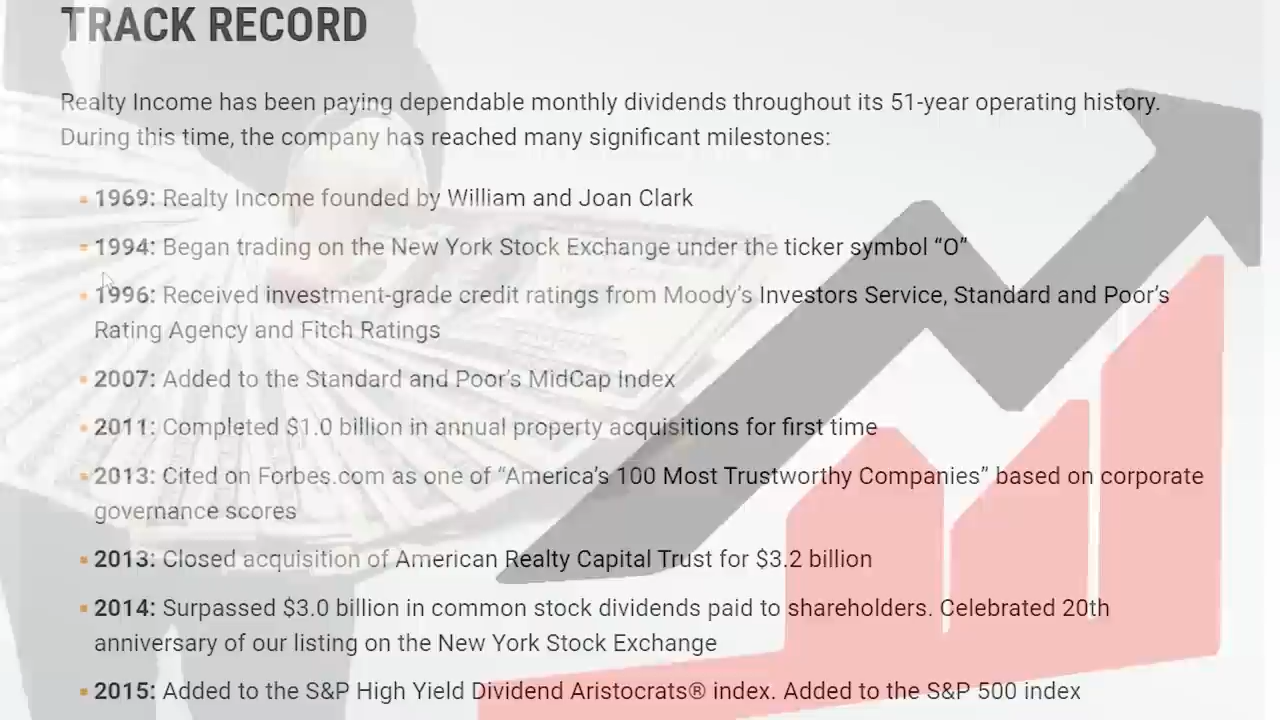 TRACK RECORD
Realty Income has been paying dependable monthly dividends throughout its 51-year operating history.
During this time, the company has reached many significant milestones:
1969: Realty Income founded by William and Joan Clark
1994: Began trading on the New York Stock Exchange under the ticker symbol “O”
1996: Received investment-grade credit ratings from Moody’s Investors Service, Standard and Poor’s
Rating Agency and Fitch Ratings
2007: Added to the Standard and Poor’s MidCap Index
2011: Completed $1.0 billion in annual property acquisitions for first time
2013: Cited on Forbes.com as one of “America’s 100 Most Trustworthy Companies” based on corporate
governance scores
2013: Closed acquisition of American Realty Capital Trust for $3.2 billion
2014: Surpassed $3.0 billion in common stock dividends paid to shareholders. Celebrated 20th
anniversary of our listing on the New York Stock Exchange
2015: Added to the S&P High Yield Dividend Aristocrats® index. Added to the S&P 500 index